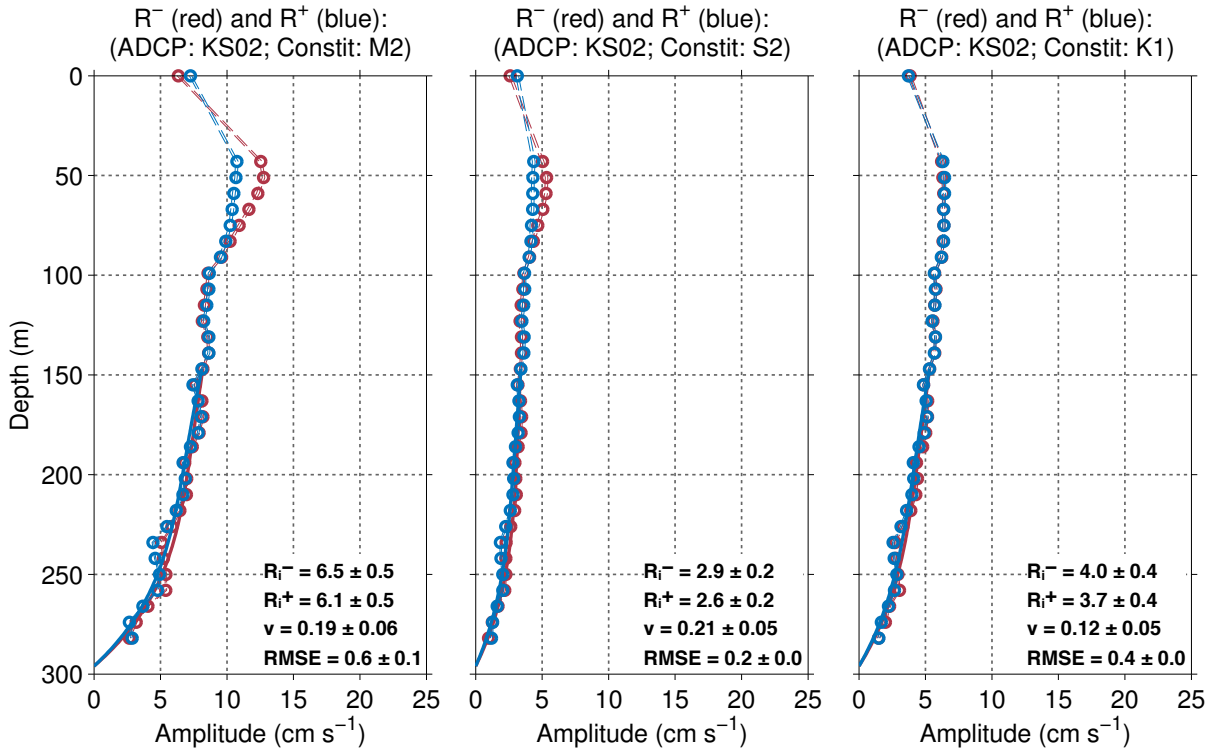 R⁻ (red) and R⁺ (blue):
(ADCP: KS02; Constit: M2)
R⁻ (red) and R⁺ (blue):
(ADCP: KS02; Constit: S2)
R⁻ (red) and R⁺ (blue):
(ADCP: KS02; Constit: K1)
Depth (m)
0
50
100
150
200
250
300
Rᵢ⁻ = 6.5 ± 0.5
Rᵢ⁺ = 6.1 ± 0.5
v = 0.19 ± 0.06
RMSE = 0.6 ± 0.1
Rᵢ⁻ = 2.9 ± 0.2
Rᵢ⁺ = 2.6 ± 0.2
v = 0.21 ± 0.05
RMSE = 0.2 ± 0.0
Rᵢ⁻ = 4.0 ± 0.4
Rᵢ⁺ = 3.7 ± 0.4
v = 0.12 ± 0.05
RMSE = 0.4 ± 0.0
0 5 10 15 20 25
0 5 10 15 20 25
0 5 10 15 20 25
Amplitude (cm s⁻¹)
Amplitude (cm s⁻¹)
Amplitude (cm s⁻¹)